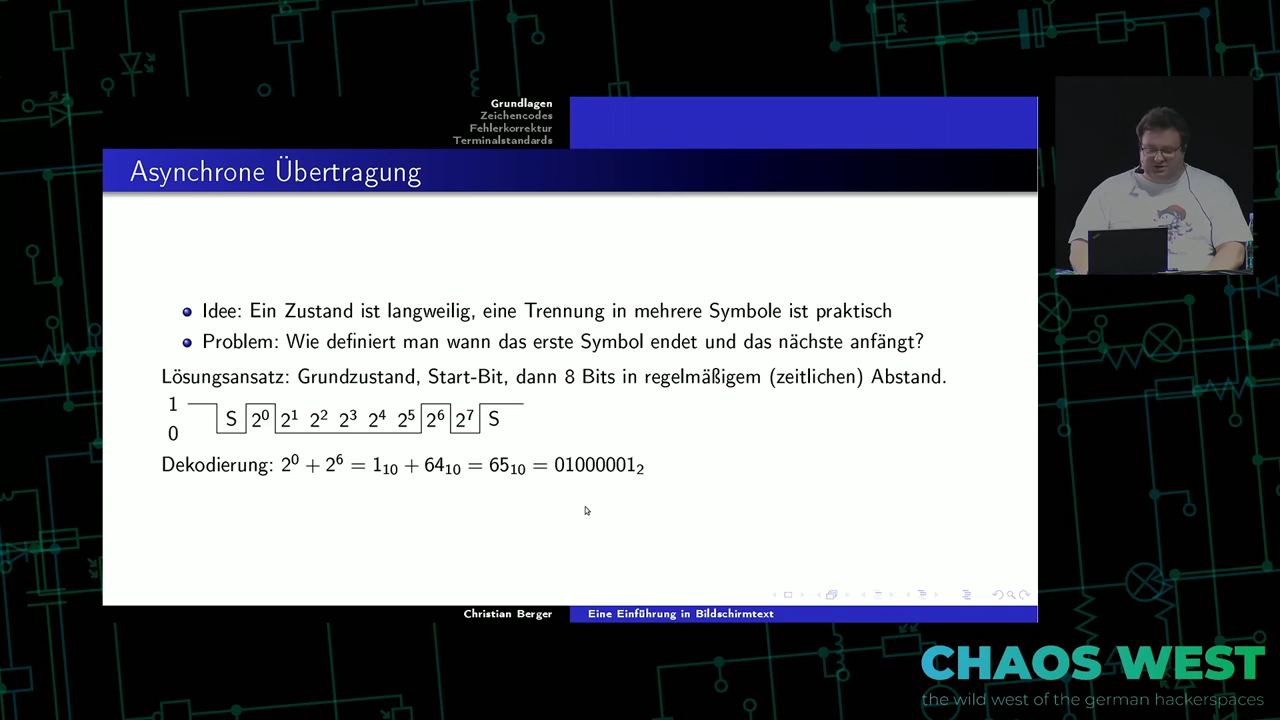 Grundlagen
Zeichencodes
Fehlerkorrektur
Terminalstandards
Asynchrone Übertragung
Idee: Ein Zustand ist langweilig, eine Trennung in mehrere Symbole ist praktisch
Problem: Wie definiert man wann das erste Symbol endet und das nächste anfängt?
Lösungsansatz: Grundzustand, Start-Bit, dann 8 Bits in regelmäßigem (zeitlichen) Abstand.
1
S 2⁰ 2¹ 2² 2³ 2⁴ 2⁵ 2⁶ 2⁷ S
0
Dekodierung: 2⁰ + 2⁶ = 1₁₀ + 64₁₀ = 65₁₀ = 01000001₂
Christian Berger Eine Einführung in Bildschirmtext
CHAOS WEST
the wild west of the german hackerspaces